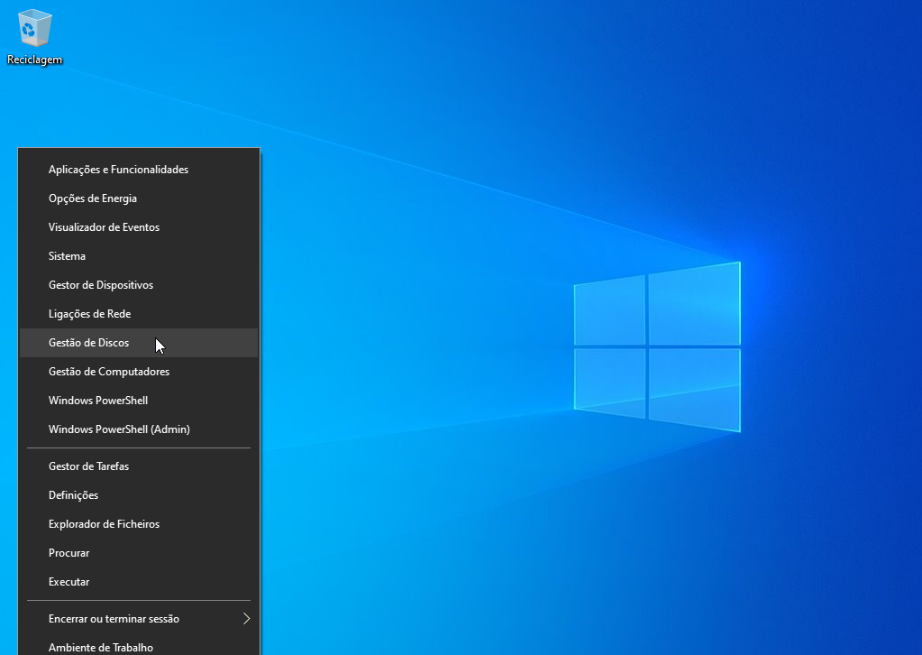 Reciclagem
Aplicações e Funcionalidades
Opções de Energia
Visualizador de Eventos
Sistema
Gestor de Dispositivos
Ligações de Rede
Gestão de Discos
Gestão de Computadores
Windows PowerShell
Windows PowerShell (Admin)
Gestor de Tarefas
Definições
Explorador de Ficheiros
Procurar
Executar
Encerrar ou terminar sessão
Ambiente de Trabalho